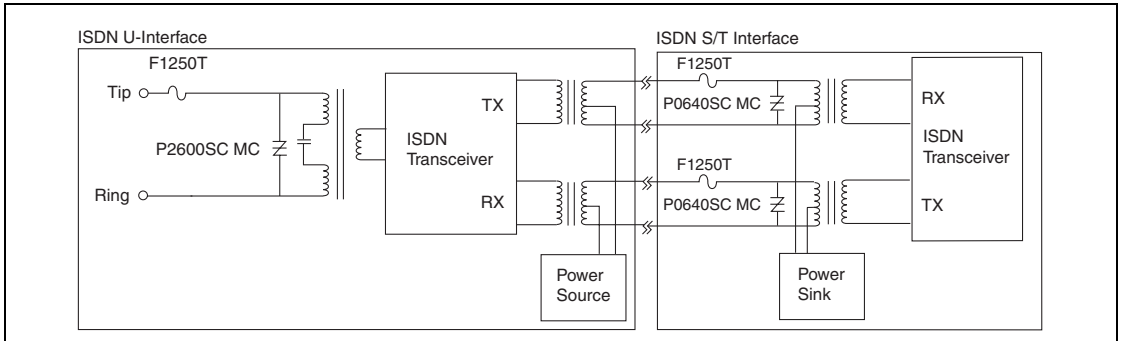 ISDN U-Interface
F1250T
Tip
P2600SC MC
Ring
ISDN
Transceiver
TX
RX
Power
Source
ISDN S/T Interface
F1250T
P0640SC MC
F1250T
P0640SC MC
Power
Sink
RX
ISDN
Transceiver
TX